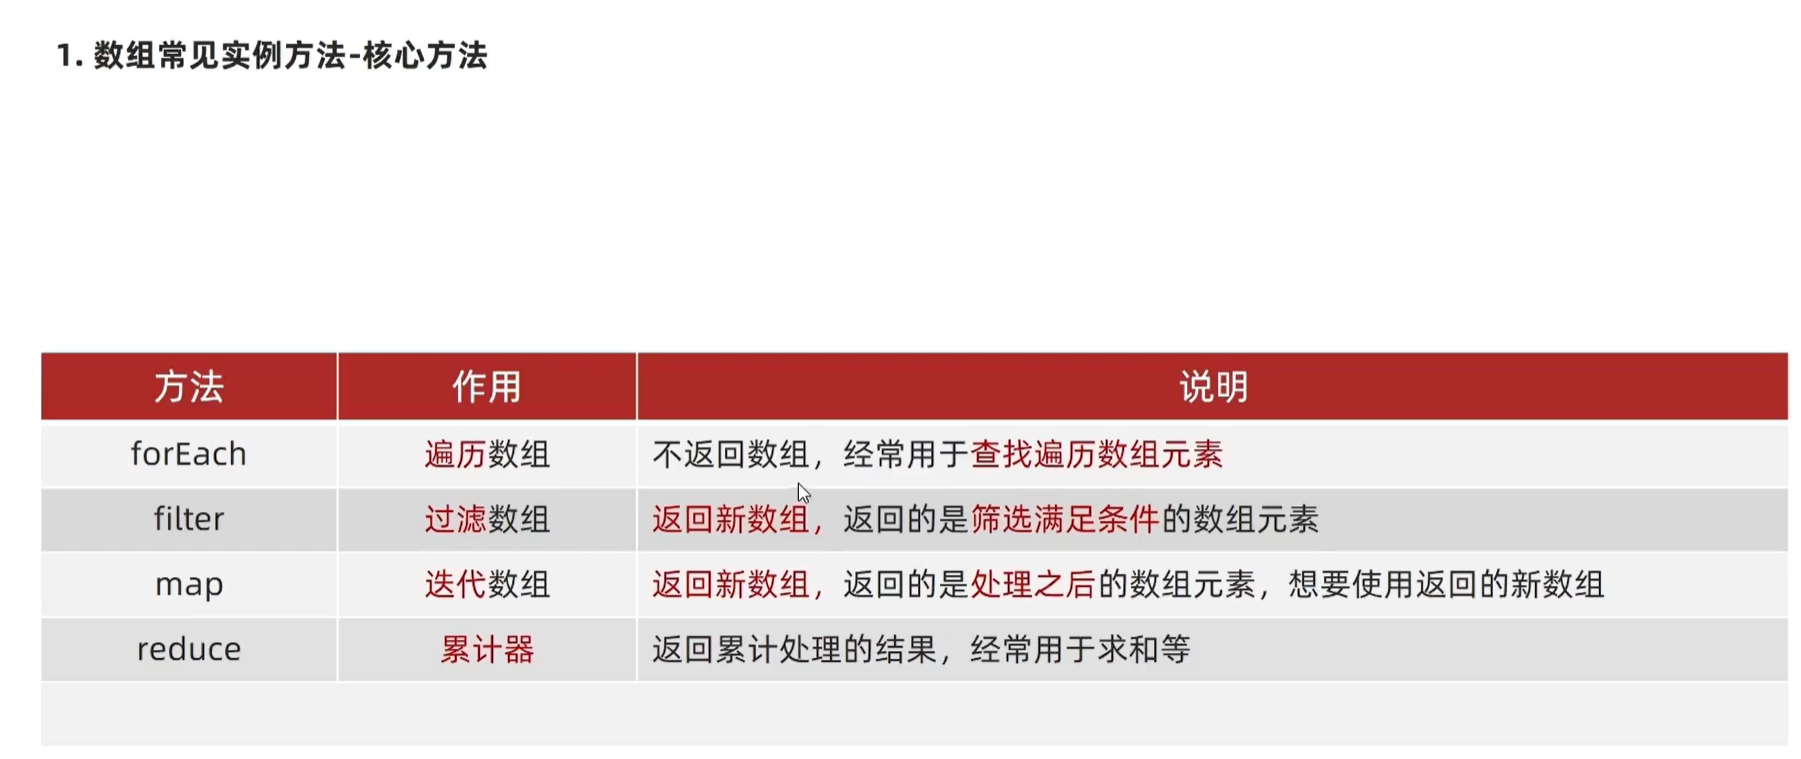 1. 数组常见实例方法-核心方法
方法 作用 说明
forEach 遍历数组 不返回数组，经常用于查找遍历数组元素
filter 过滤数组 返回新数组，返回的是筛选满足条件的数组元素
map 迭代数组 返回新数组，返回的是处理之后的数组元素，想要使用返回的新数组
reduce 累计器 返回累计处理的结果，经常用于求和等